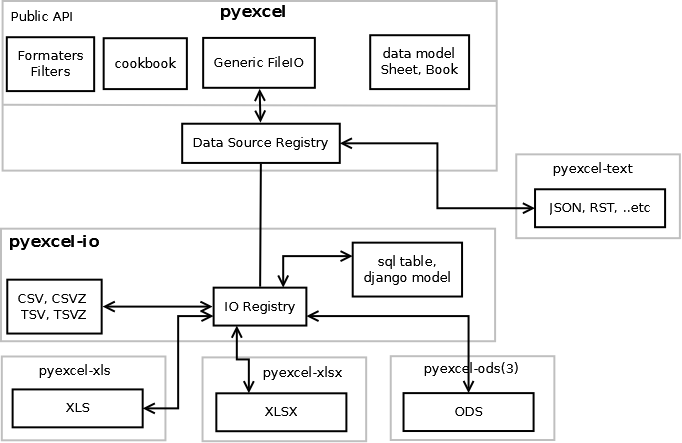 pyexcel
Public API
Formaters
Filters
cookbook
Generic FileIO
data model
Sheet, Book
Data Source Registry
pyexcel-text
JSON, RST, ..etc
pyexcel-io
sql table,
django model
CSV, CSVZ
TSV, TSVZ
IO Registry
pyexcel-xls
XLS
pyexcel-xlsx
XLSX
pyexcel-ods(3)
ODS